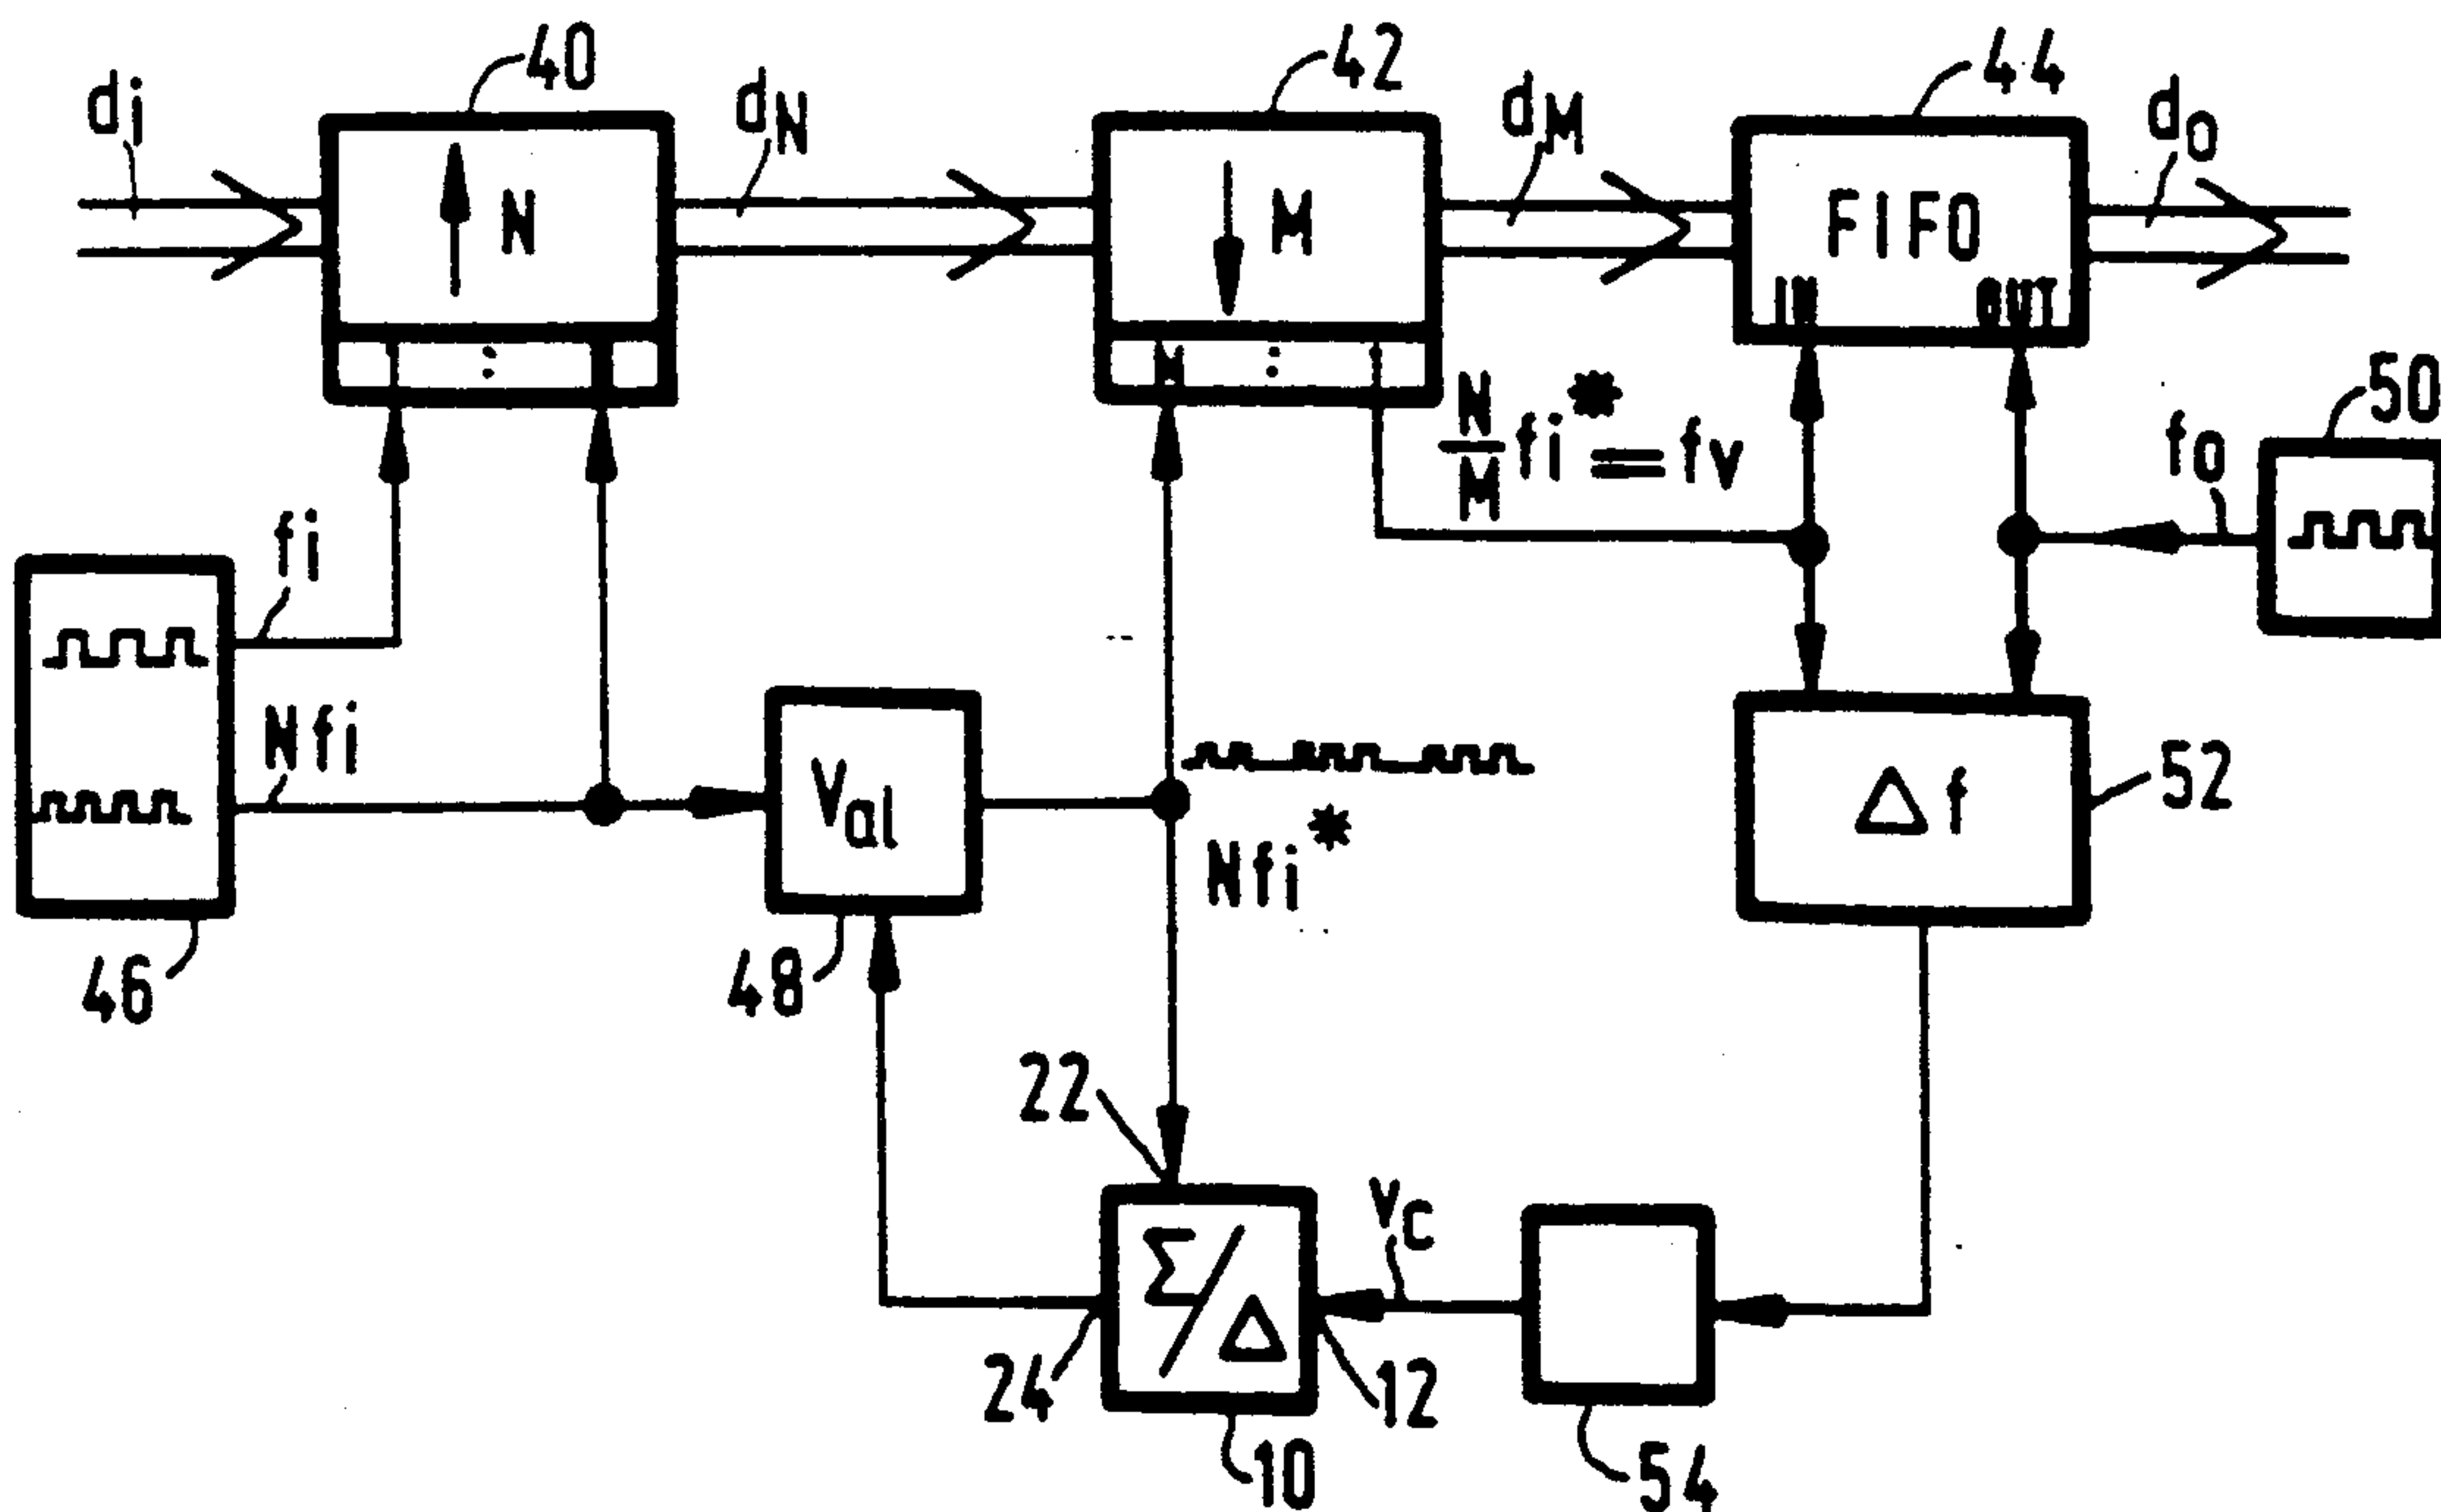 40
42
44
di
dN
dM
do
↑ N
↓ M
FIFO
IN
OUT
:
M :
50
N/M fi* = fv
fo
fi
Nfi
Val
Nfi*
Δf
52
46
48
22
Σ/Δ
vc
24
12
10
54